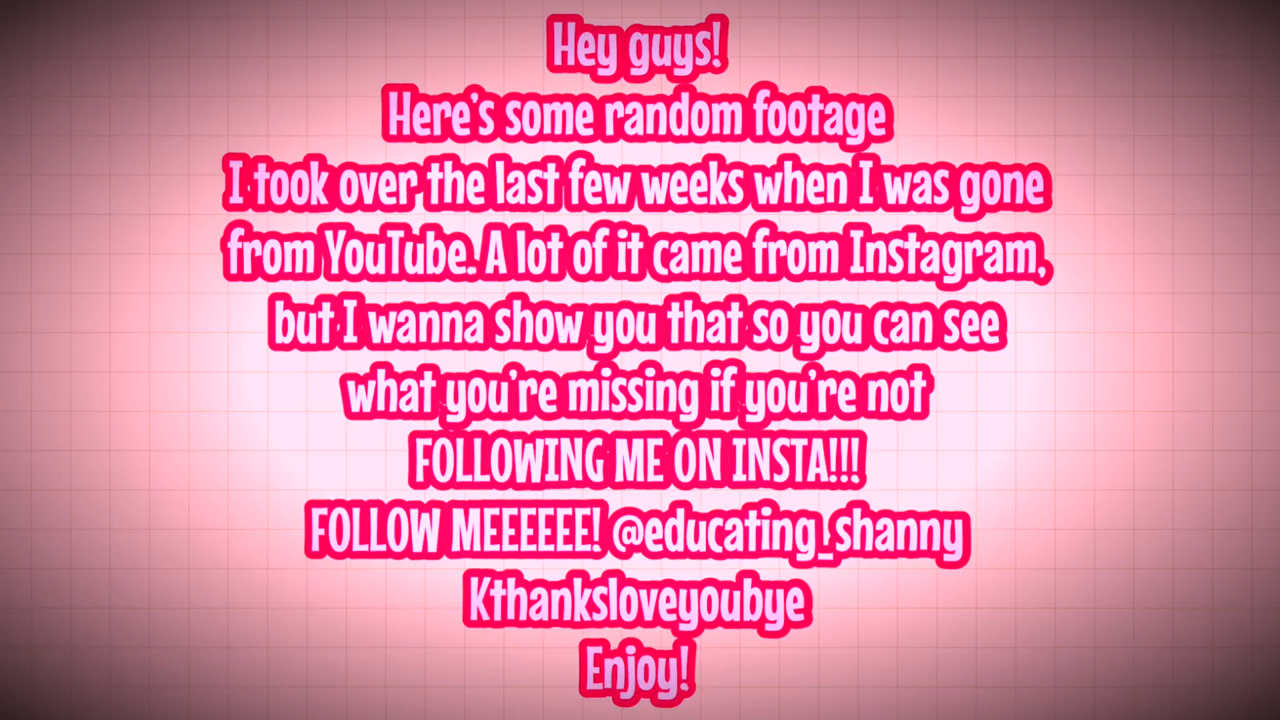 Hey guys!
Here's some random footage
I took over the last few weeks when I was gone
from YouTube. A lot of it came from Instagram,
but I wanna show you that so you can see
what you're missing if you're not
FOLLOWING ME ON INSTA!!!
FOLLOW MEEEEEE! @educating_shanny
Kthanksloveyoubye
Enjoy!